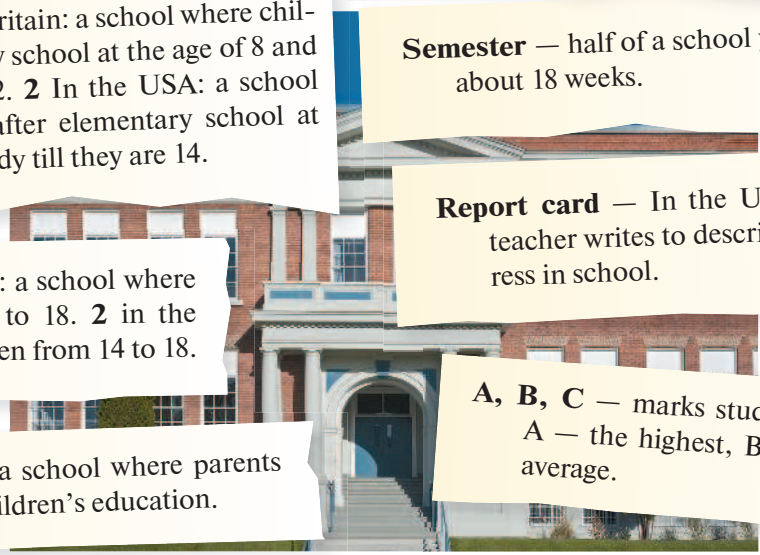 ritain: a school where chil-
y school at the age of 8 and
2. 2 In the USA: a school
after elementary school at
dy till they are 14.
: a school where
to 18. 2 in the
en from 14 to 18.
a school where parents
ildren's education.
Semester — half of a school
about 18 weeks.
Report card — In the U
teacher writes to descri
ress in school.
A, B, C — marks stud
A — the highest, B
average.